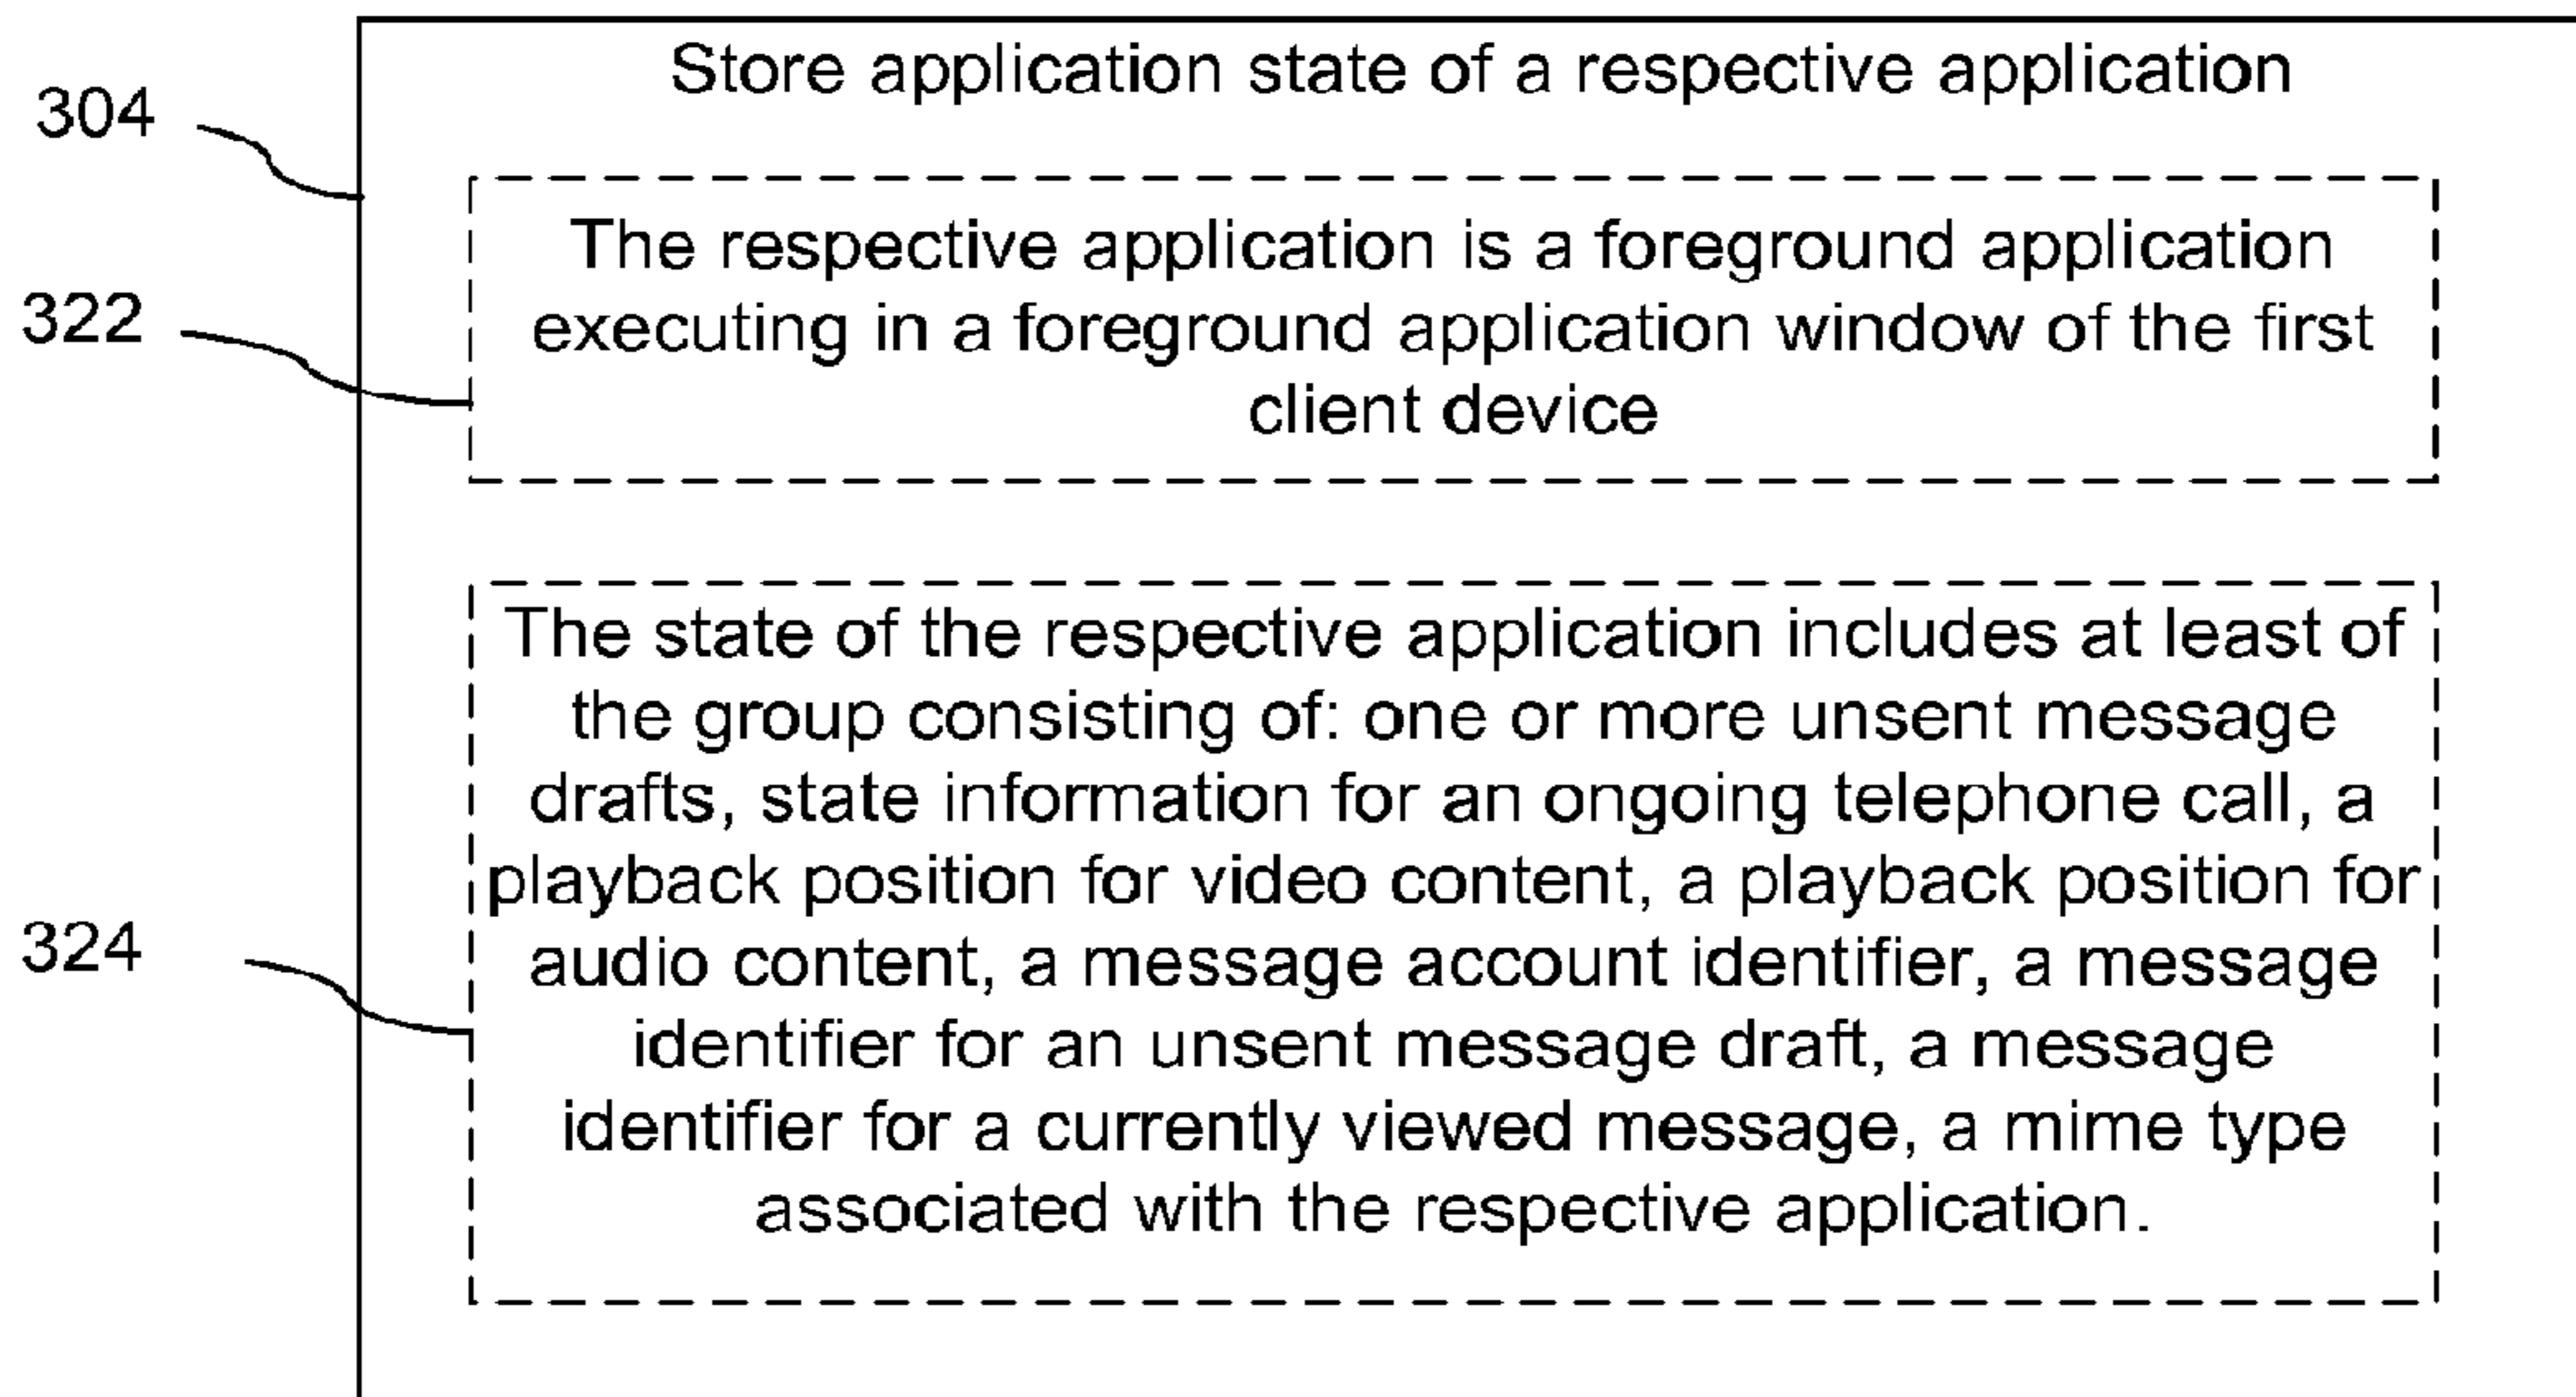 Store application state of a respective application
304
The respective application is a foreground application
322
executing in a foreground application window of the first
client device
The state of the respective application includes at least of
the group consisting of: one or more unsent message
drafts, state information for an ongoing telephone call, a
playback position for video content, a playback position for
324
audio content, a message account identifier, a message
identifier for an unsent message draft, a message
identifier for a currently viewed message, a mime type
associated with the respective application.